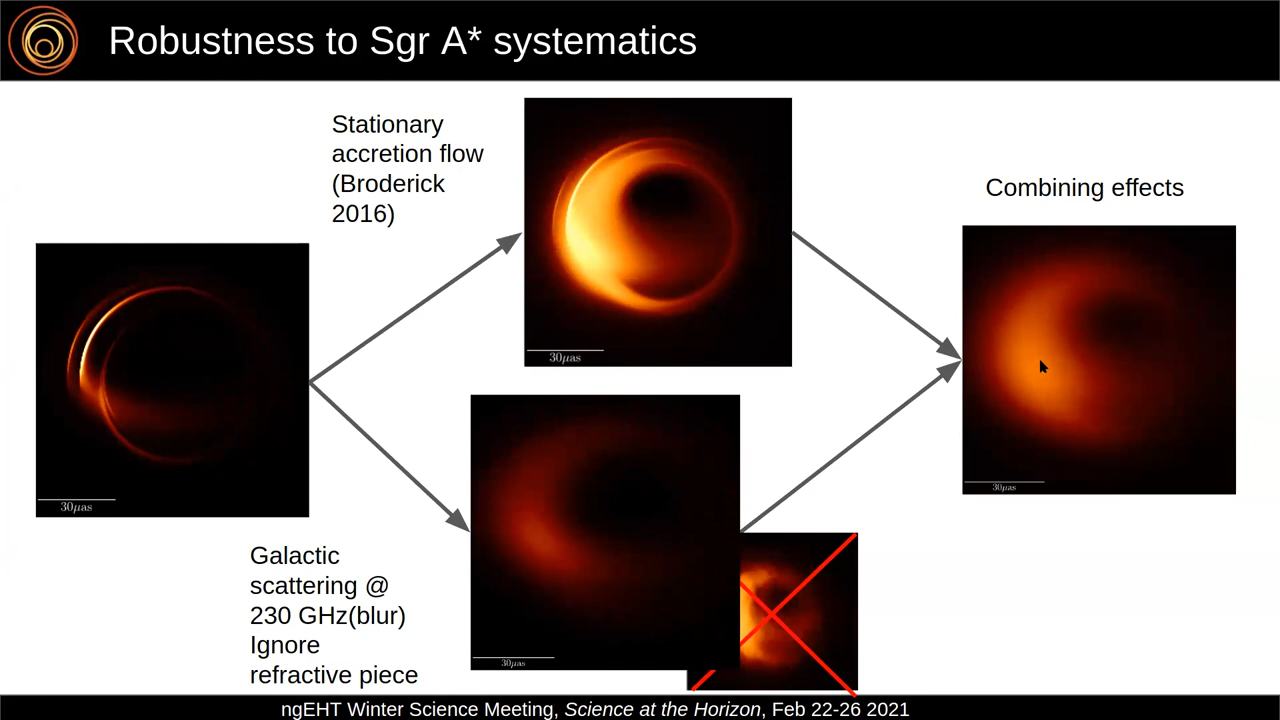 Robustness to Sgr A* systematics
Stationary
accretion flow
(Broderick
2016)
Combining effects
30μas
30μas
30μas
30μas
Galactic
scattering @
230 GHz(blur)
Ignore
refractive piece
ngEHT Winter Science Meeting, Science at the Horizon, Feb 22-26 2021